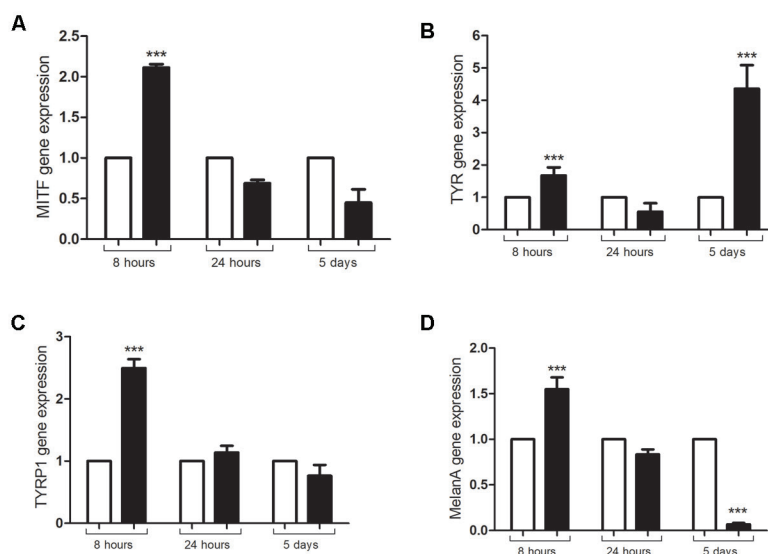 A
MITF gene expression
2.5
2.0
1.5
1.0
0.5
0.0
***
8 hours
24 hours
5 days
B
TYR gene expression
6
4
2
1
0
***
***
8 hours
24 hours
5 days
C
TYRP1 gene expression
3
2
1
0
***
8 hours
24 hours
5 days
D
MelanA gene expression
2.0
1.5
1.0
0.5
0.0
***
***
8 hours
24 hours
5 days